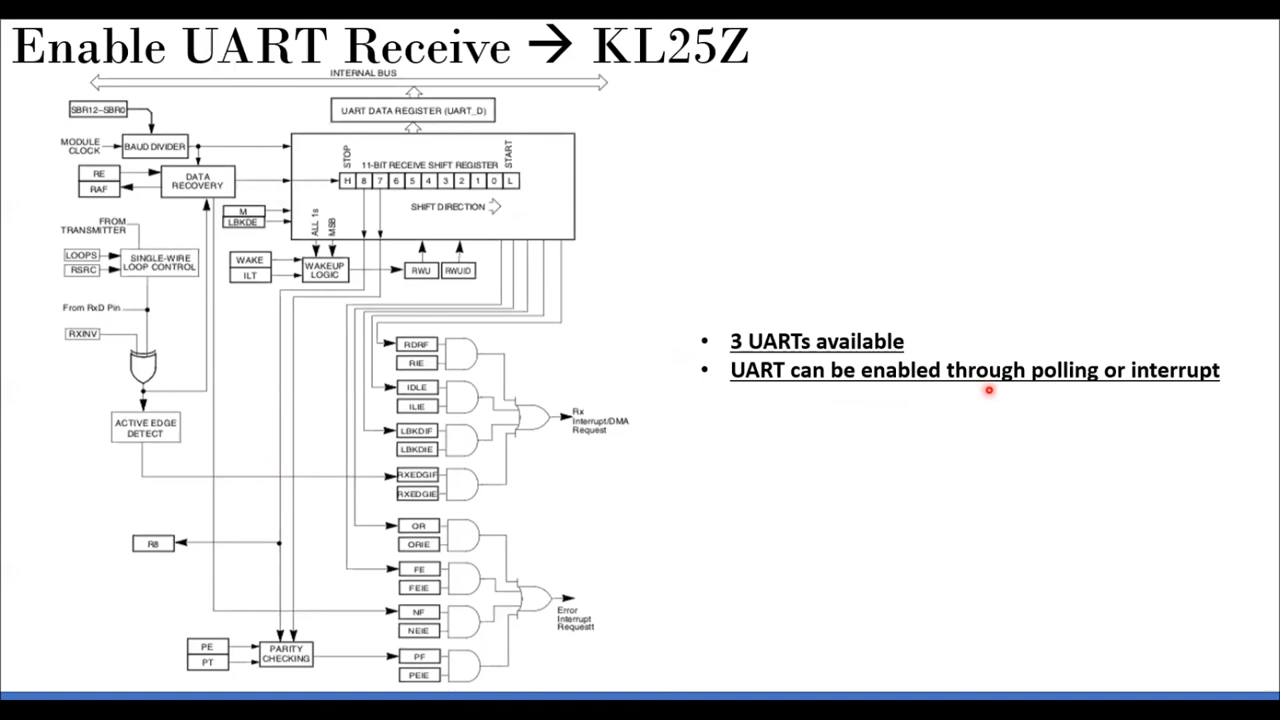 Enable UART Receive → KL25Z
INTERNAL BUS
SBR12–SBR0
UART DATA REGISTER (UART_D)
MODULE
CLOCK
BAUD DIVIDER
STOP
START
11-BIT RECEIVE SHIFT REGISTER
RE
RAF
DATA
RECOVERY
H 8 7 6 5 4 3 2 1 0 L
M
LBKDE
SHIFT DIRECTION
ALL 1s
MSB
FROM
TRANSMITTER
LOOPS
RSRC
SINGLE-WIRE
LOOP CONTROL
WAKE
ILT
WAKEUP
LOGIC
RWU
RWUID
From RxD Pin
RXINV
RDRF
RIE
• 3 UARTs available
• UART can be enabled through polling or interrupt
IDLE
ILIE
ACTIVE EDGE
DETECT
LBKDIF
LBKDIE
Rx
Interrupt/DMA
Request
RXEDGIF
RXEDGIE
OR
ORIE
R8
FE
FEIE
NF
NEIE
Error
Interrupt
Requestt
PE
PT
PARITY
CHECKING
PF
PEIE